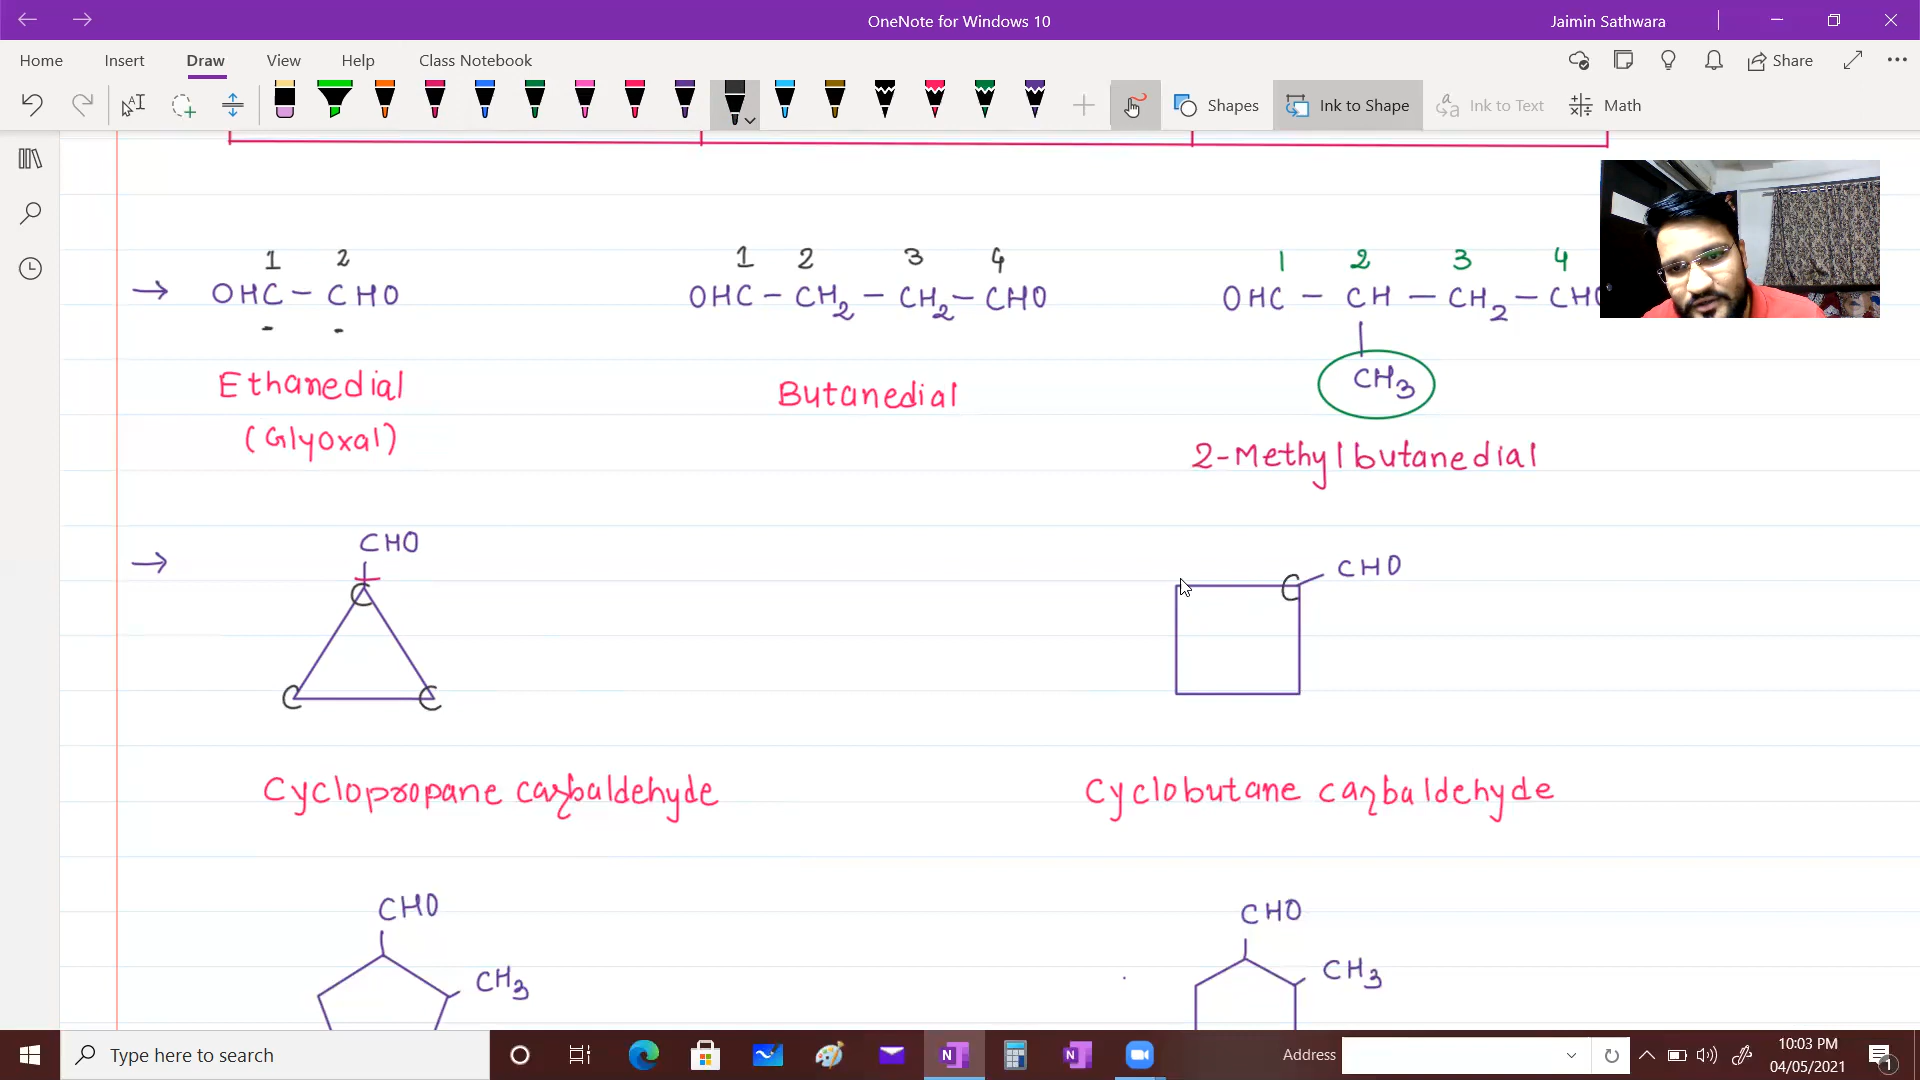 OneNote for Windows 10
Jaimin Sathwara
Home Insert Draw View Help Class Notebook
Share
Shapes Ink to Shape Ink to Text Math
1 2
OHC - CHO
Ethanedial
(Glyoxal)
1 2 3 4
OHC - CH2 - CH2 - CHO
Butanedial
1 2 3 4
OHC - CH - CH2 - CHO
CH3
2-Methylbutanedial
CHO
C
C C
Cyclopropane carbaldehyde
CHO
C
Cyclobutane carbaldehyde
CHO
CH3
CHO
CH3
Type here to search
Address
10:03 PM
04/05/2021
1